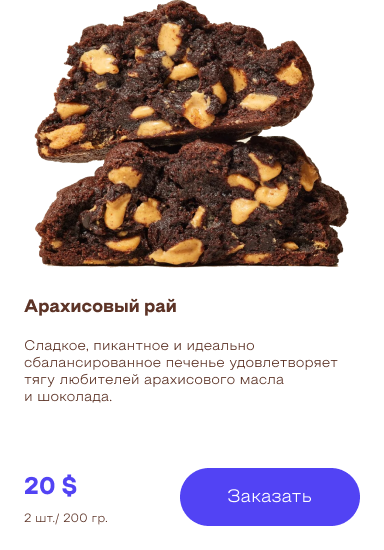 Арахисовый рай
Сладкое, пикантное и идеально
сбалансированное печенье удовлетворяет
тягу любителей арахисового масла
и шоколада.
20 $
2 шт./ 200 гр.
Заказать